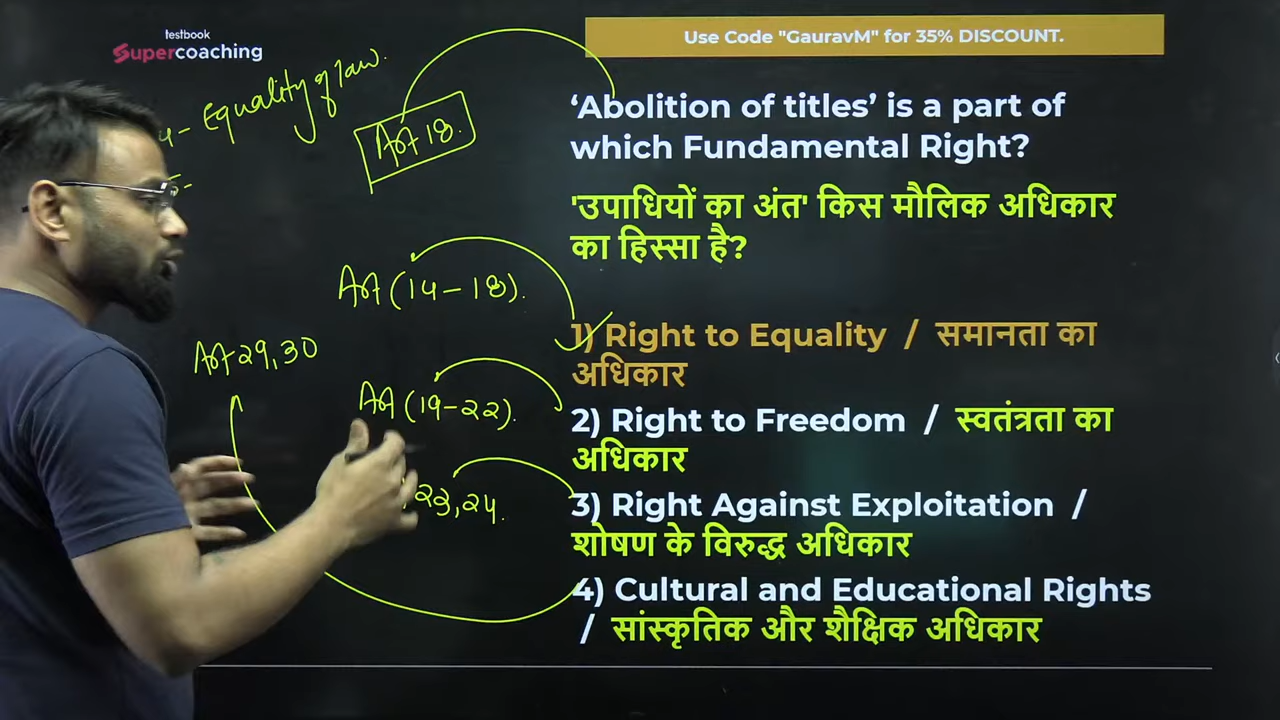 testbook
Supercoaching
Use Code "GauravM" for 35% DISCOUNT.
4- Equality of law.
5-
Art 18.
'Abolition of titles' is a part of
which Fundamental Right?
'उपाधियों का अंत' किस मौलिक अधिकार
का हिस्सा है?
Art (14-18).
1) Right to Equality / समानता का
अधिकार
Art 29,30
Art (19-22).
2) Right to Freedom / स्वतंत्रता का
अधिकार
23,24.
3) Right Against Exploitation /
शोषण के विरुद्ध अधिकार
4) Cultural and Educational Rights
/ सांस्कृतिक और शैक्षिक अधिकार